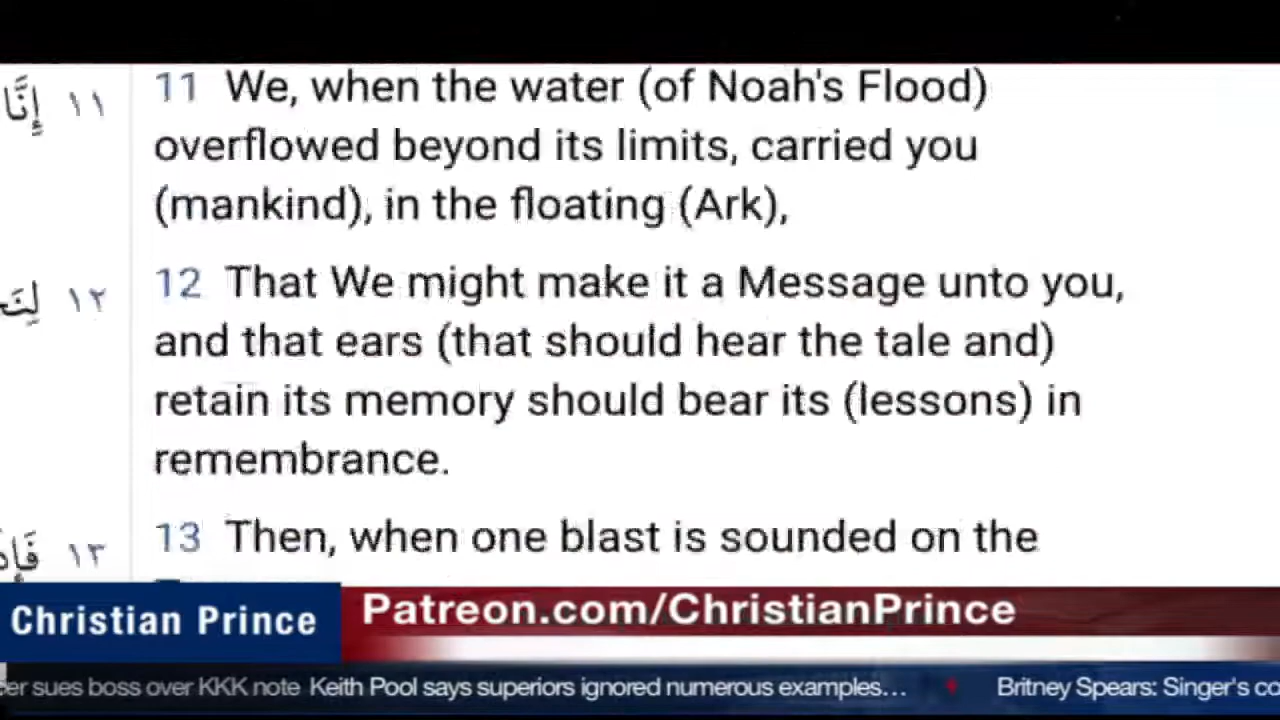 11 We, when the water (of Noah's Flood)
overflowed beyond its limits, carried you
(mankind), in the floating (Ark),
12 That We might make it a Message unto you,
and that ears (that should hear the tale and)
retain its memory should bear its (lessons) in
remembrance.
13 Then, when one blast is sounded on the
١١ إِنَّا
١٢
١٣
Christian Prince
Patreon.com/ChristianPrince
sues boss over KKK note Keith Pool says superiors ignored numerous examples…
Britney Spears: Singer's